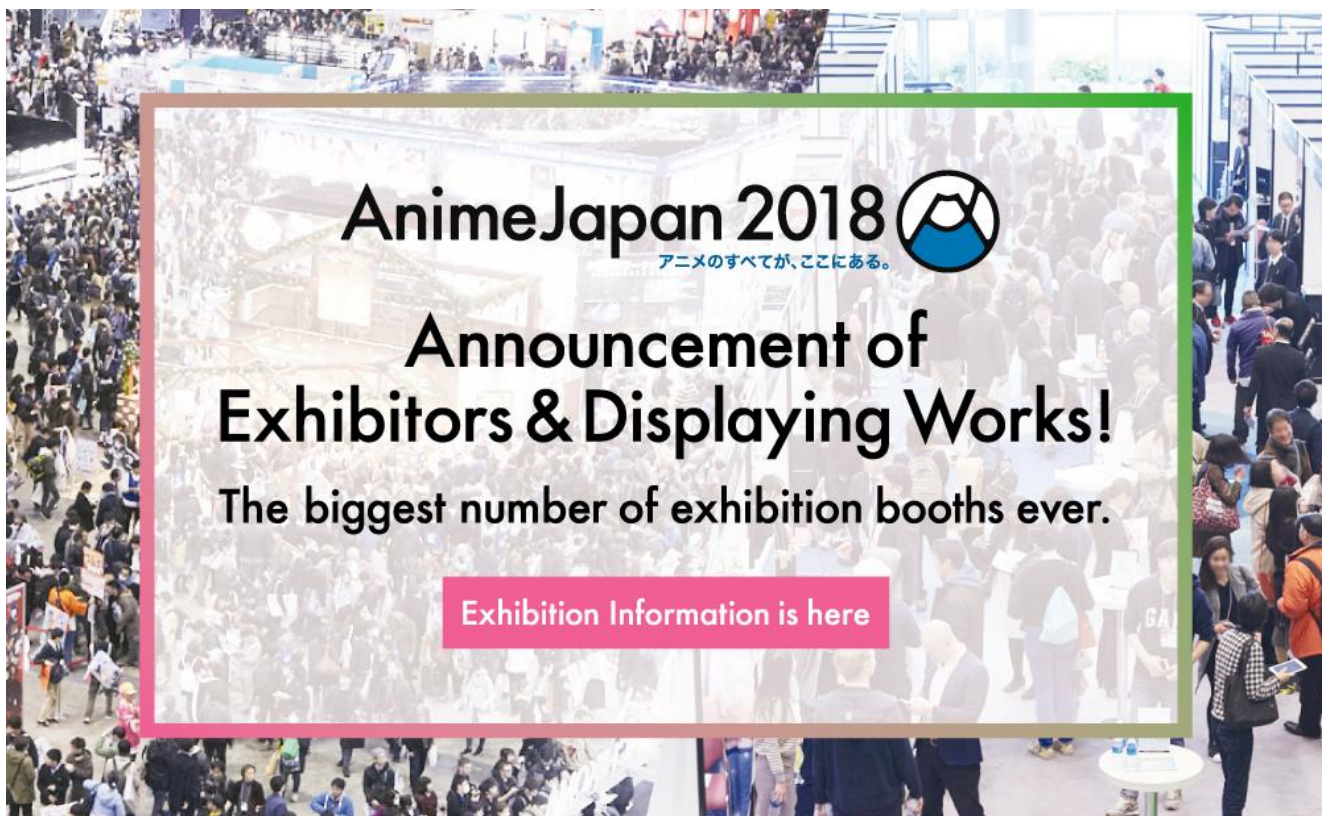 AnimeJapan 2018
アニメのすべてが、ここにある。
Announcement of
Exhibitors & Displaying Works!
The biggest number of exhibition booths ever.
Exhibition Information is here